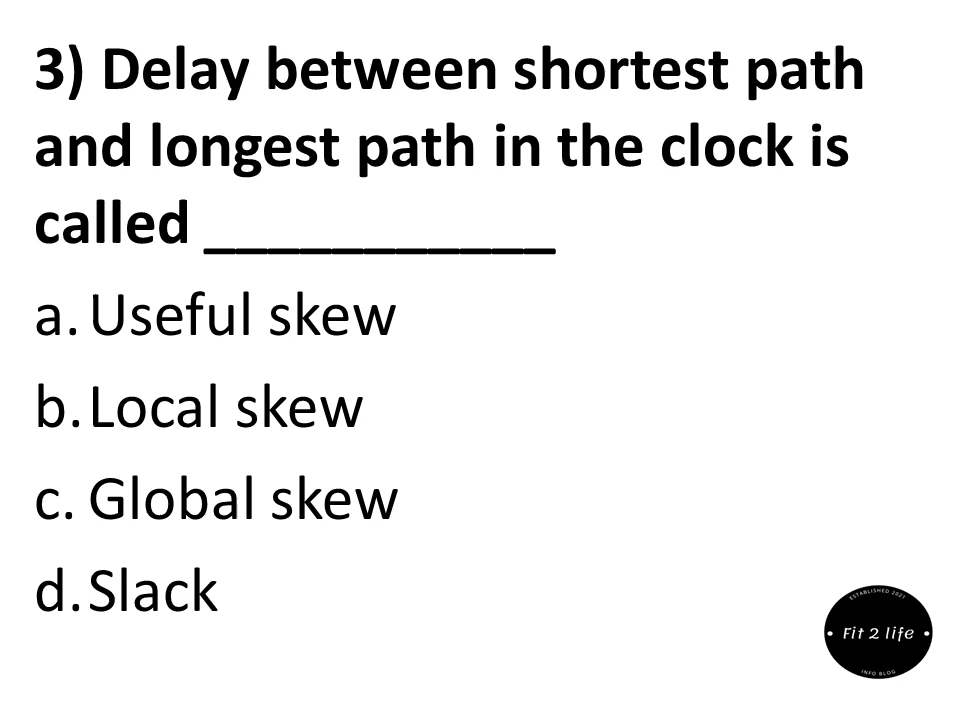 3) Delay between shortest path
and longest path in the clock is
called ___________
a. Useful skew
b. Local skew
c. Global skew
d. Slack
ESTABLISHED 2021
Fit 2 life
INFO BLOG